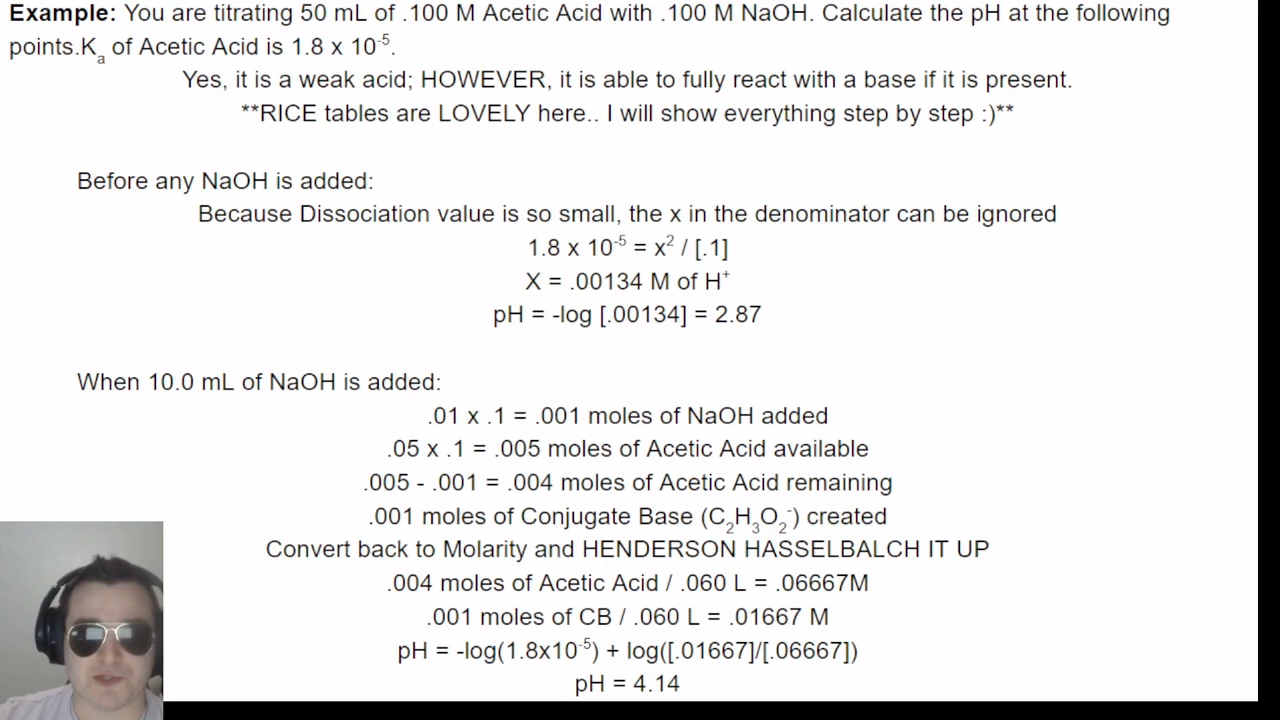 Example: You are titrating 50 mL of .100 M Acetic Acid with .100 M NaOH. Calculate the pH at the following
points.Kₐ of Acetic Acid is 1.8 x 10⁻⁵.
Yes, it is a weak acid; HOWEVER, it is able to fully react with a base if it is present.
**RICE tables are LOVELY here.. I will show everything step by step :)**
Before any NaOH is added:
Because Dissociation value is so small, the x in the denominator can be ignored
1.8 x 10⁻⁵ = x² / [.1]
X = .00134 M of H⁺
pH = -log [.00134] = 2.87
When 10.0 mL of NaOH is added:
.01 x .1 = .001 moles of NaOH added
.05 x .1 = .005 moles of Acetic Acid available
.005 - .001 = .004 moles of Acetic Acid remaining
.001 moles of Conjugate Base (C₂H₃O₂⁻) created
Convert back to Molarity and HENDERSON HASSELBALCH IT UP
.004 moles of Acetic Acid / .060 L = .06667M
.001 moles of CB / .060 L = .01667 M
pH = -log(1.8x10⁻⁵) + log([.01667]/[.06667])
pH = 4.14